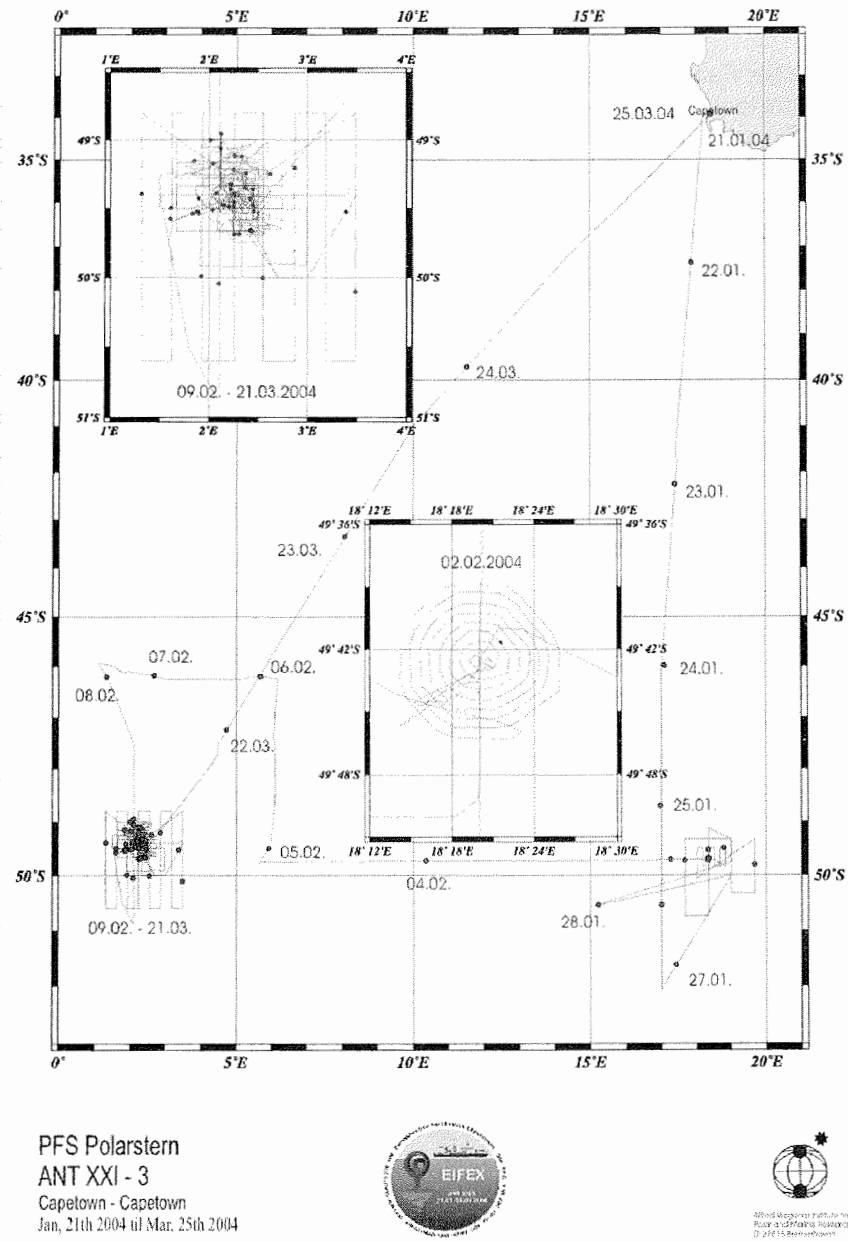 0° 5°E 10°E 15°E 20°E
1°E 2°E 3°E 4°E
49°S 49°S
50°S 50°S
09.02. - 21.03.2004
51°S 51°S
1°E 2°E 3°E 4°E
25.03.04 Capetown
21.01.04
35°S 35°S
22.01.
24.03.
40°S 40°S
23.01.
18°12'E 18°18'E 18°24'E 18°30'E
49°36'S 49°36'S
23.03.
02.02.2004
45°S 45°S
49°42'S 49°42'S
07.02. 06.02.
24.01.
08.02.
22.03.
49°48'S 49°48'S
25.01.
18°12'E 18°18'E 18°24'E 18°30'E
05.02.
50°S 50°S
04.02.
09.02. - 21.03.
28.01.
27.01.
0° 5°E 10°E 15°E 20°E
PFS Polarstern
ANT XXI - 3
Capetown - Capetown
Jan, 21th 2004 til Mar, 25th 2004
EIFEX